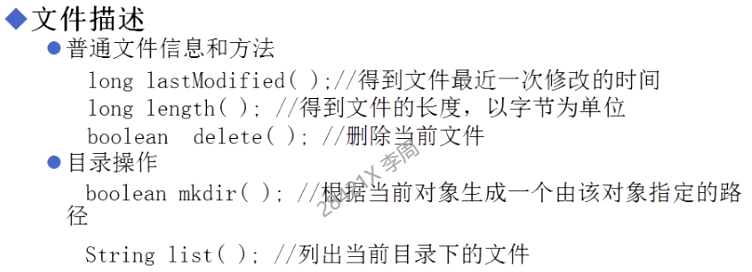 文件描述
普通文件信息和方法
long lastModified( );//得到文件最近一次修改的时间
long length( ); //得到文件的长度，以字节为单位
boolean  delete( ); //删除当前文件
目录操作
boolean mkdir( ); //根据当前对象生成一个由该对象指定的路
径
String list( ); //列出当前目录下的文件
李周